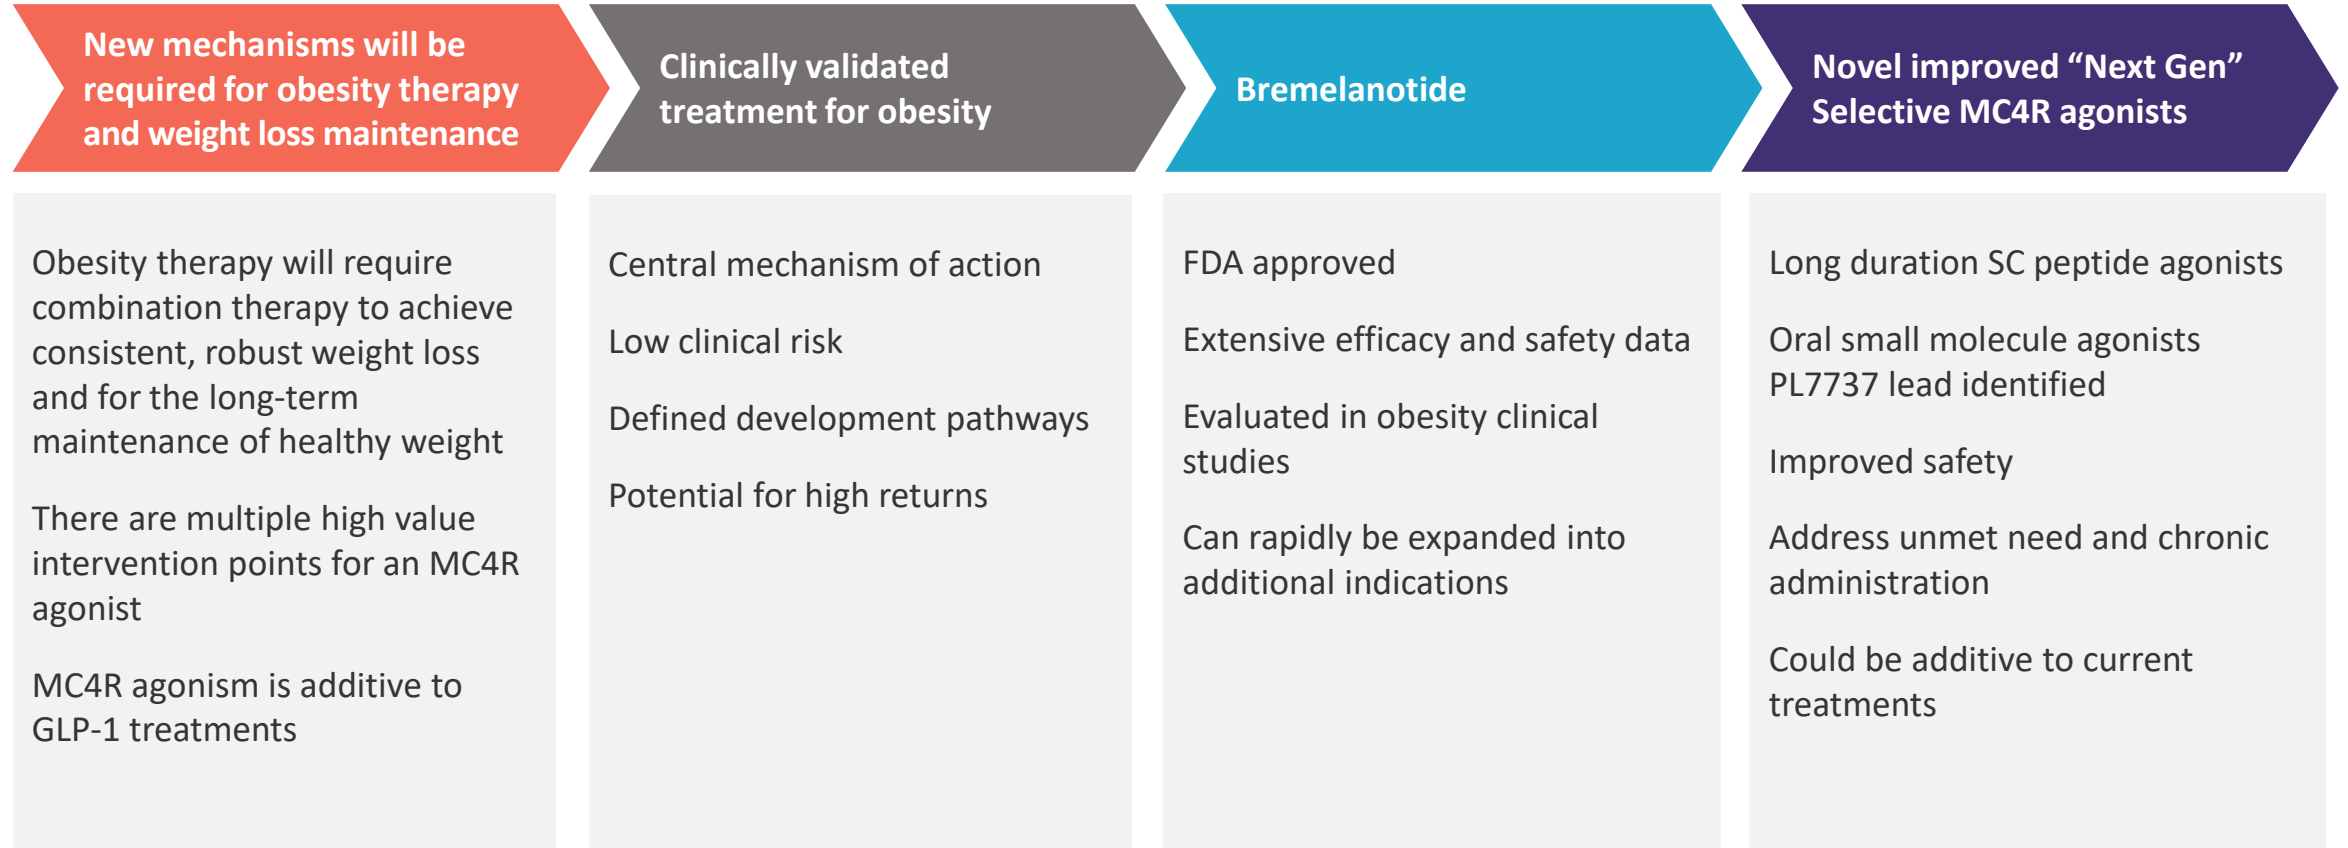 New mechanisms will be
required for obesity therapy
and weight loss maintenance
Obesity therapy will require
combination therapy to achieve
consistent, robust weight loss
and for the long-term
maintenance of healthy weight
There are multiple high value
intervention points for an MC4R
agonist
MC4R agonism is additive to
GLP-1 treatments
Clinically validated
treatment for obesity
Central mechanism of action
Low clinical risk
Defined development pathways
Potential for high returns
Bremelanotide
FDA approved
Extensive efficacy and safety data
Evaluated in obesity clinical
studies
Can rapidly be expanded into
additional indications
Novel improved “Next Gen”
Selective MC4R agonists
Long duration SC peptide agonists
Oral small molecule agonists
PL7737 lead identified
Improved safety
Address unmet need and chronic
administration
Could be additive to current
treatments